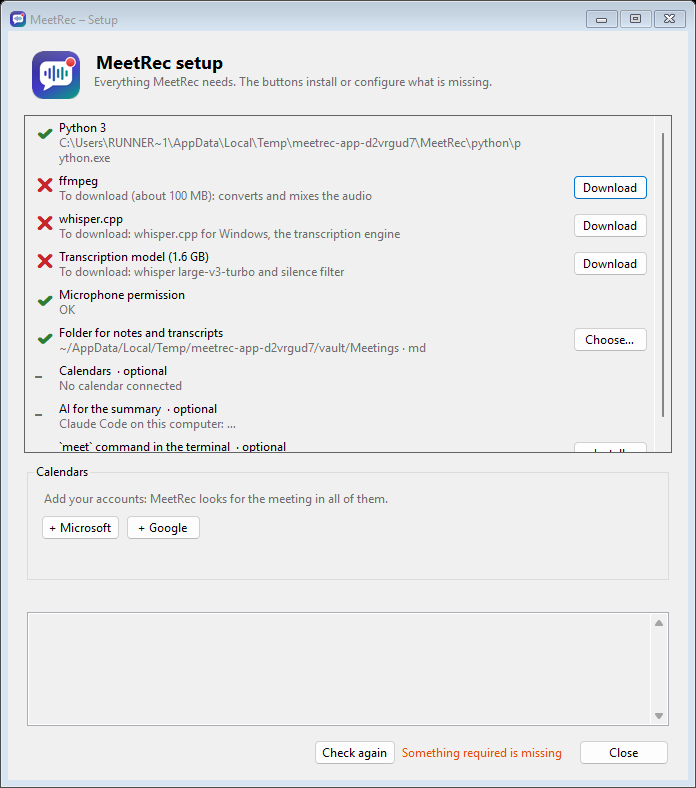 MeetRec – Setup
MeetRec setup
Everything MeetRec needs. The buttons install or configure what is missing.
Python 3
C:\Users\RUNNER~1\AppData\Local\Temp\meetrec-app-d2vrgud7\MeetRec\python\p
ython.exe
ffmpeg
To download (about 100 MB): converts and mixes the audio
Download
whisper.cpp
To download: whisper.cpp for Windows, the transcription engine
Download
Transcription model (1.6 GB)
To download: whisper large-v3-turbo and silence filter
Download
Microphone permission
OK
Folder for notes and transcripts
~/AppData/Local/Temp/meetrec-app-d2vrgud7/vault/Meetings · md
Choose...
Calendars · optional
No calendar connected
AI for the summary · optional
Claude Code on this computer: ...
`meet` command in the terminal · optional
Calendars
Add your accounts: MeetRec looks for the meeting in all of them.
+ Microsoft
+ Google
Check again
Something required is missing
Close